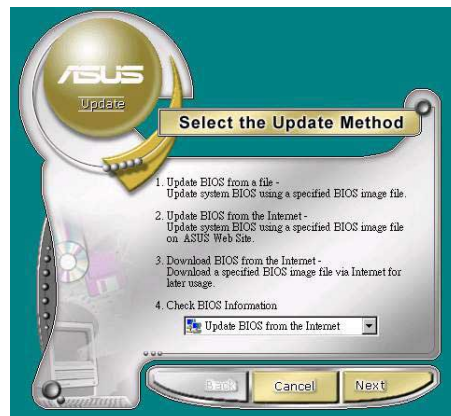 ASUS
Update
Select the Update Method
1. Update BIOS from a file -
Update system BIOS using a specified BIOS image file.
2. Update BIOS from the Internet -
Update system BIOS using a specified BIOS image file
on ASUS Web Site.
3. Download BIOS from the Internet -
Download a specified BIOS image file via Internet for
later usage.
4. Check BIOS Information
Update BIOS from the Internet
Back Cancel Next